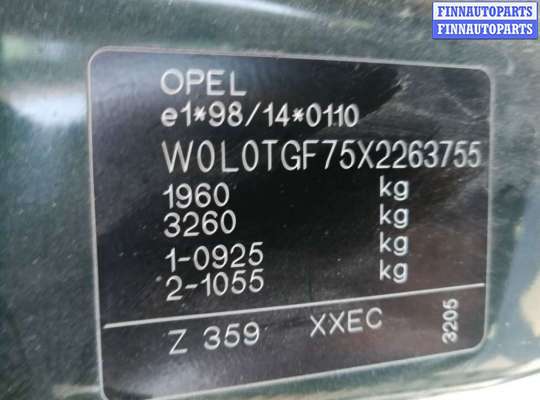 FINNAUTOPARTS
FINNAUTOPARTS
OPEL
e1*98/14*0110
W0L0TGF75X2263755
1960 kg
3260 kg
1-0925 kg
2-1055 kg
Z 359 XXEC 3205